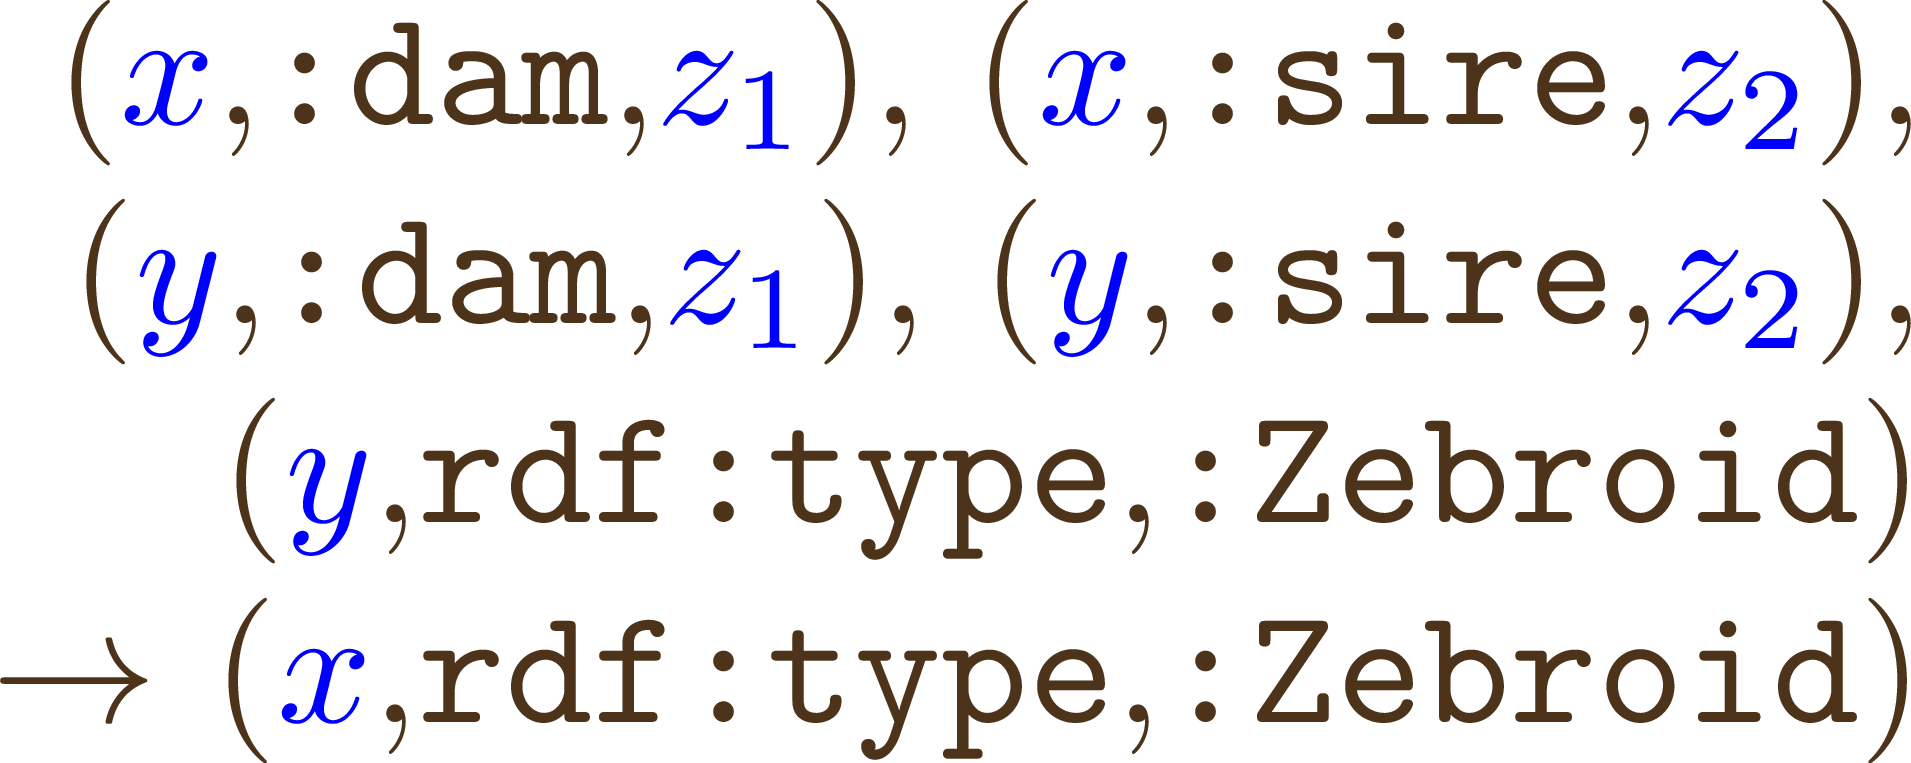 (x,:dam,z₁), (x,:sire,z₂),
(y,:dam,z₁), (y,:sire,z₂),
(y,rdf:type,:Zebroid)
→ (x,rdf:type,:Zebroid)